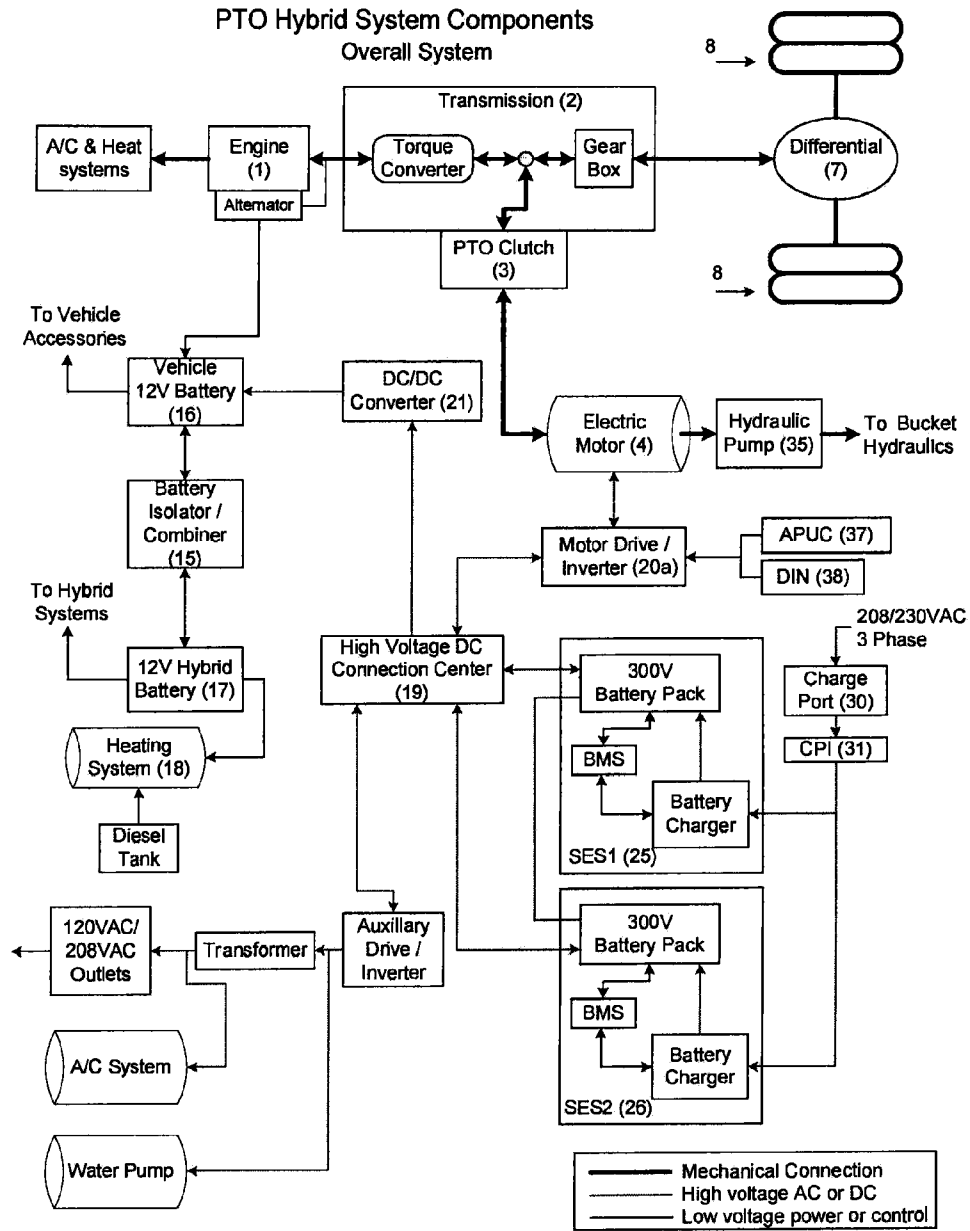 PTO Hybrid System Components
Overall System
8
Transmission (2)
A/C & Heat
systems
Engine
(1)
Alternator
Torque
Converter
Gear
Box
Differential
(7)
PTO Clutch
(3)
8
To Vehicle
Accessories
Vehicle
12V Battery
(16)
DC/DC
Converter (21)
Electric
Motor (4)
Hydraulic
Pump (35)
To Bucket
Hydraulics
Battery
Isolator /
Combiner
(15)
Motor Drive /
Inverter (20a)
APUC (37)
DIN (38)
To Hybrid
Systems
208/230VAC
3 Phase
12V Hybrid
Battery (17)
High Voltage DC
Connection Center
(19)
300V
Battery Pack
Charge
Port (30)
CPI (31)
Heating
System (18)
BMS
Battery
Charger
SES1 (25)
Diesel
Tank
120VAC/
208VAC
Outlets
Transformer
Auxillary
Drive /
Inverter
300V
Battery Pack
BMS
Battery
Charger
SES2 (26)
A/C System
Water Pump
Mechanical Connection
High voltage AC or DC
Low voltage power or control